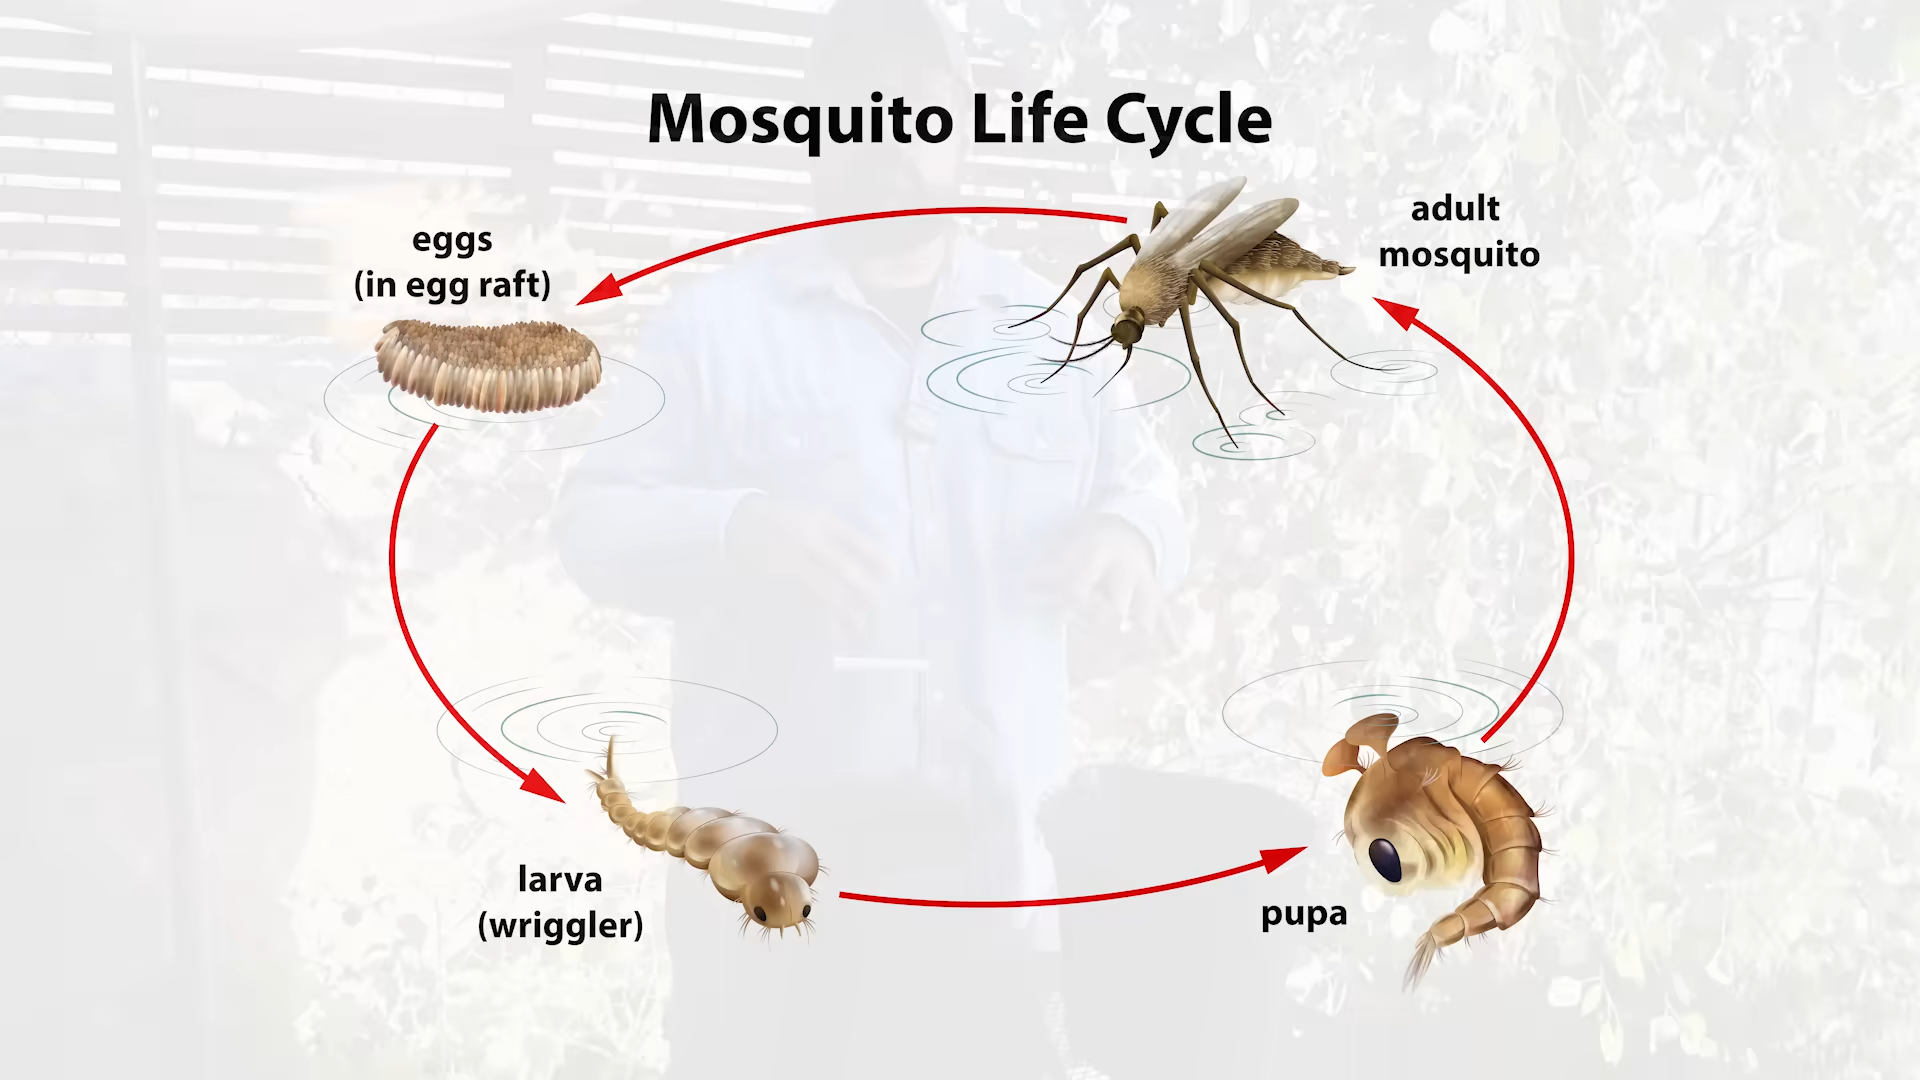 Mosquito Life Cycle
eggs
(in egg raft)
adult
mosquito
larva
(wriggler)
pupa